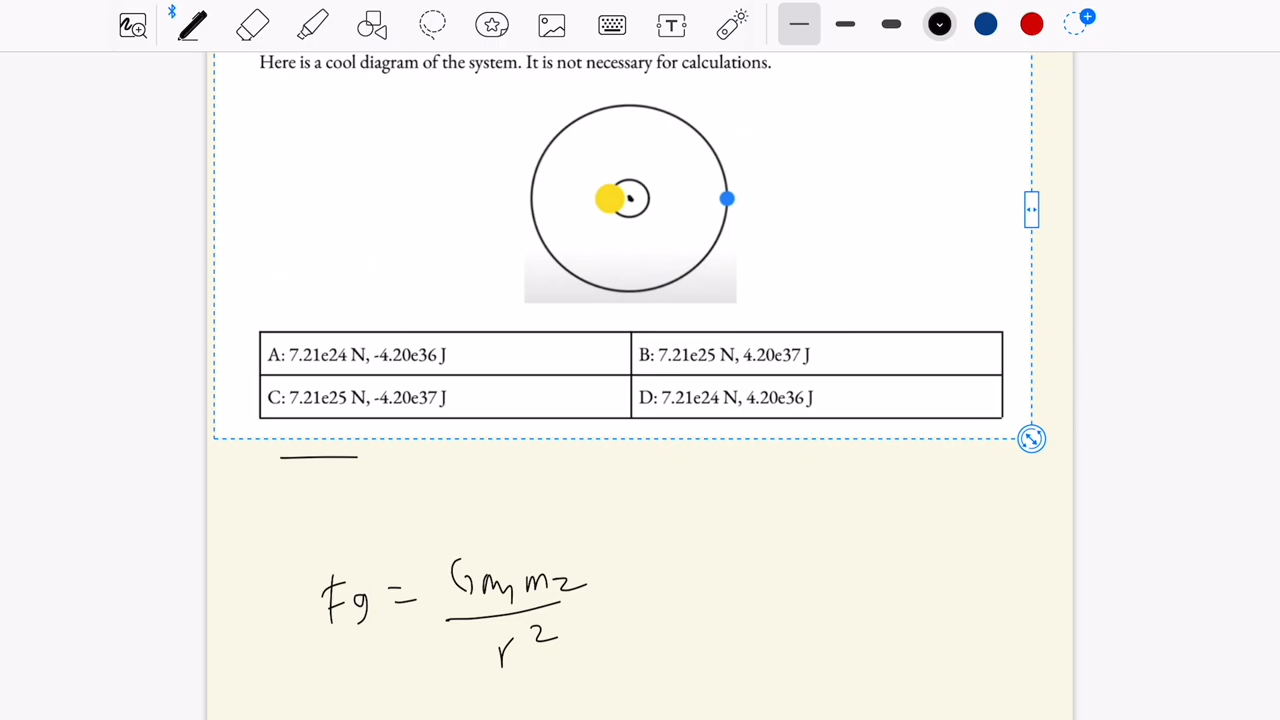 Here is a cool diagram of the system. It is not necessary for calculations.
A: 7.21e24 N, -4.20e36 J
B: 7.21e25 N, 4.20e37 J
C: 7.21e25 N, -4.20e37 J
D: 7.21e24 N, 4.20e36 J
Fg = Gm₁m₂
r²